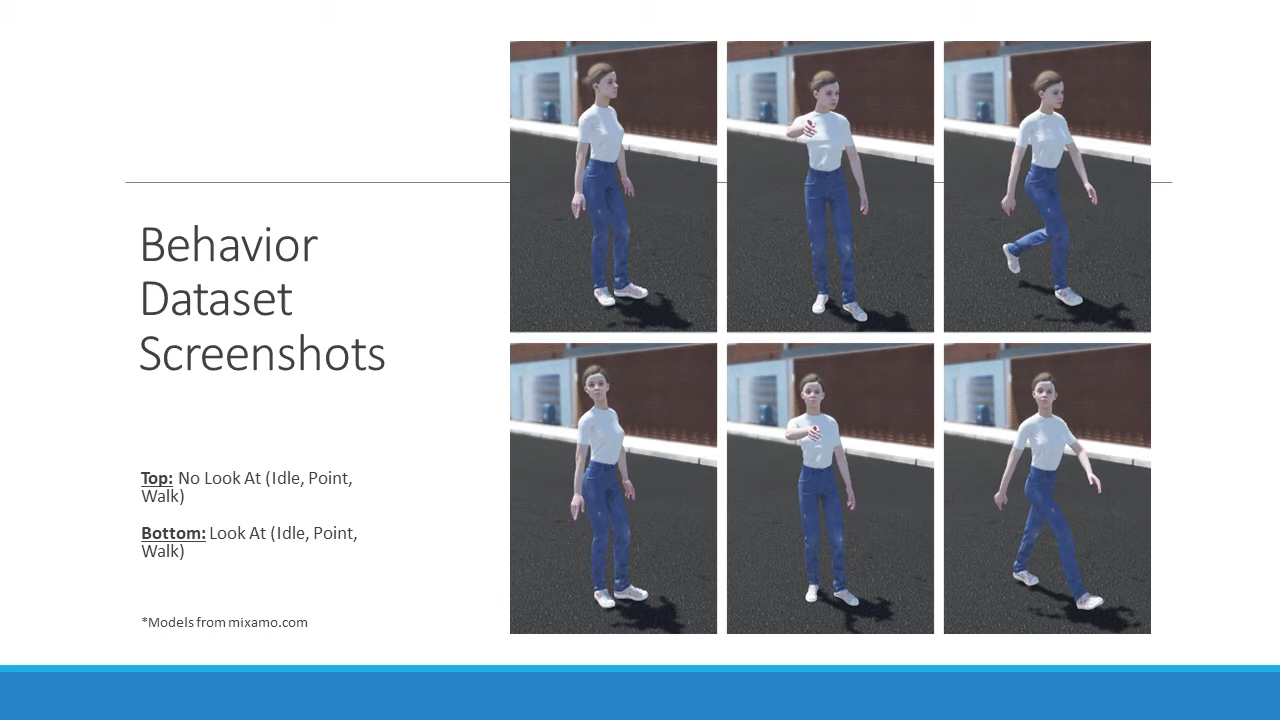 Behavior
Dataset
Screenshots
Top: No Look At (Idle, Point,
Walk)
Bottom: Look At (Idle, Point,
Walk)
*Models from mixamo.com